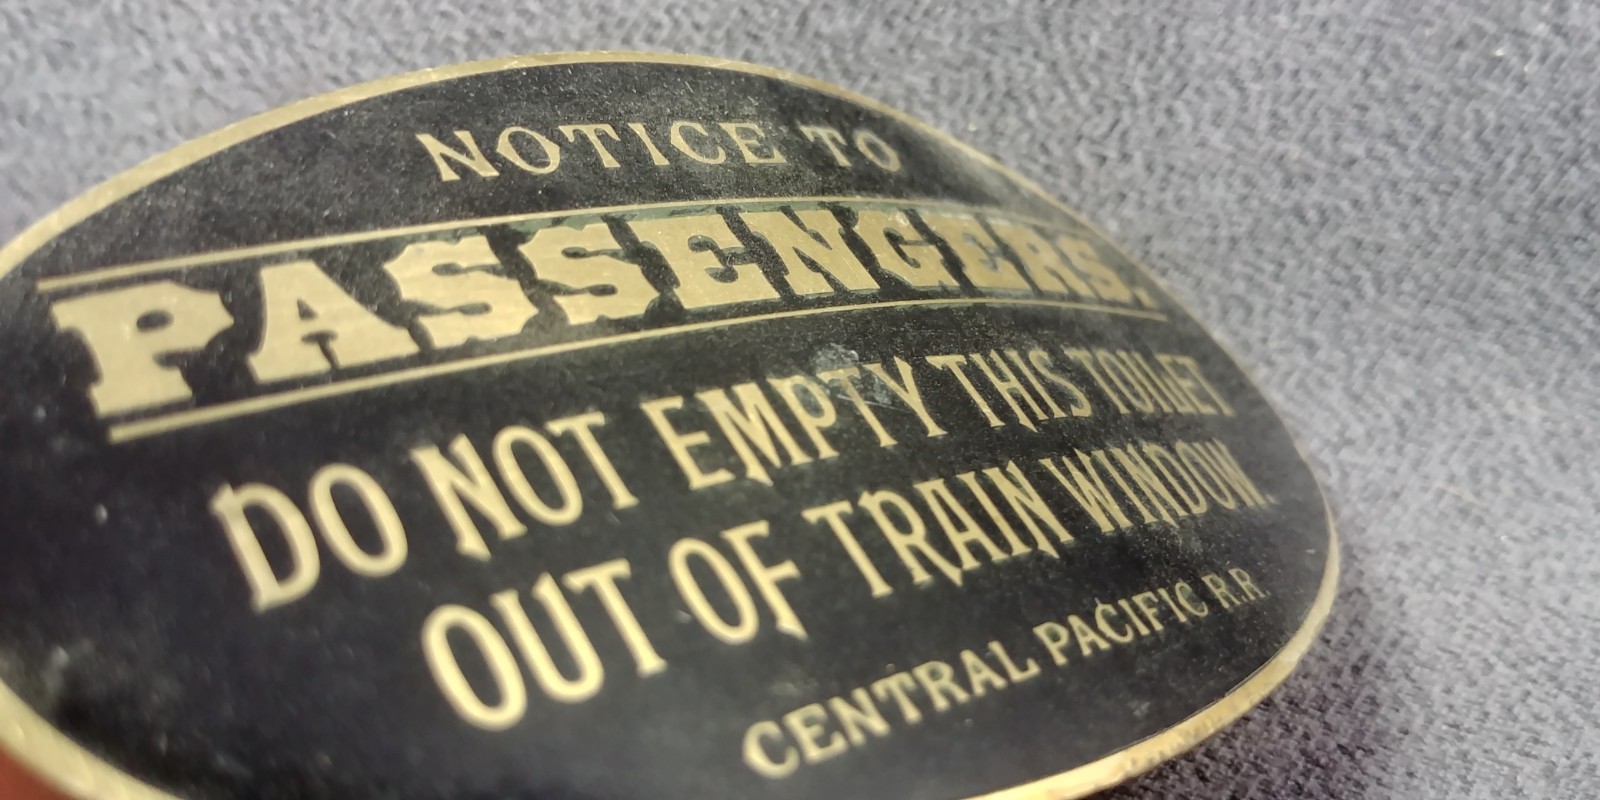 NOTICE TO
PASSENGERS.
DO NOT EMPTY THIS TOILET
OUT OF TRAIN WINDOW.
CENTRAL PACIFIC R.R.